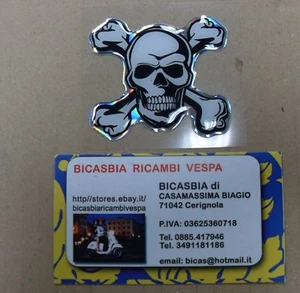 BICASBIA RICAMBI VESPA
http//stores.ebay.it/
bicasbiaricambivespa
BICASBIA di
CASAMASSIMA BIAGIO
71042 Cerignola
P.IVA: 03625360718
Tel. 0885.417946
Tel. 3491181186
email: bicas@hotmail.it